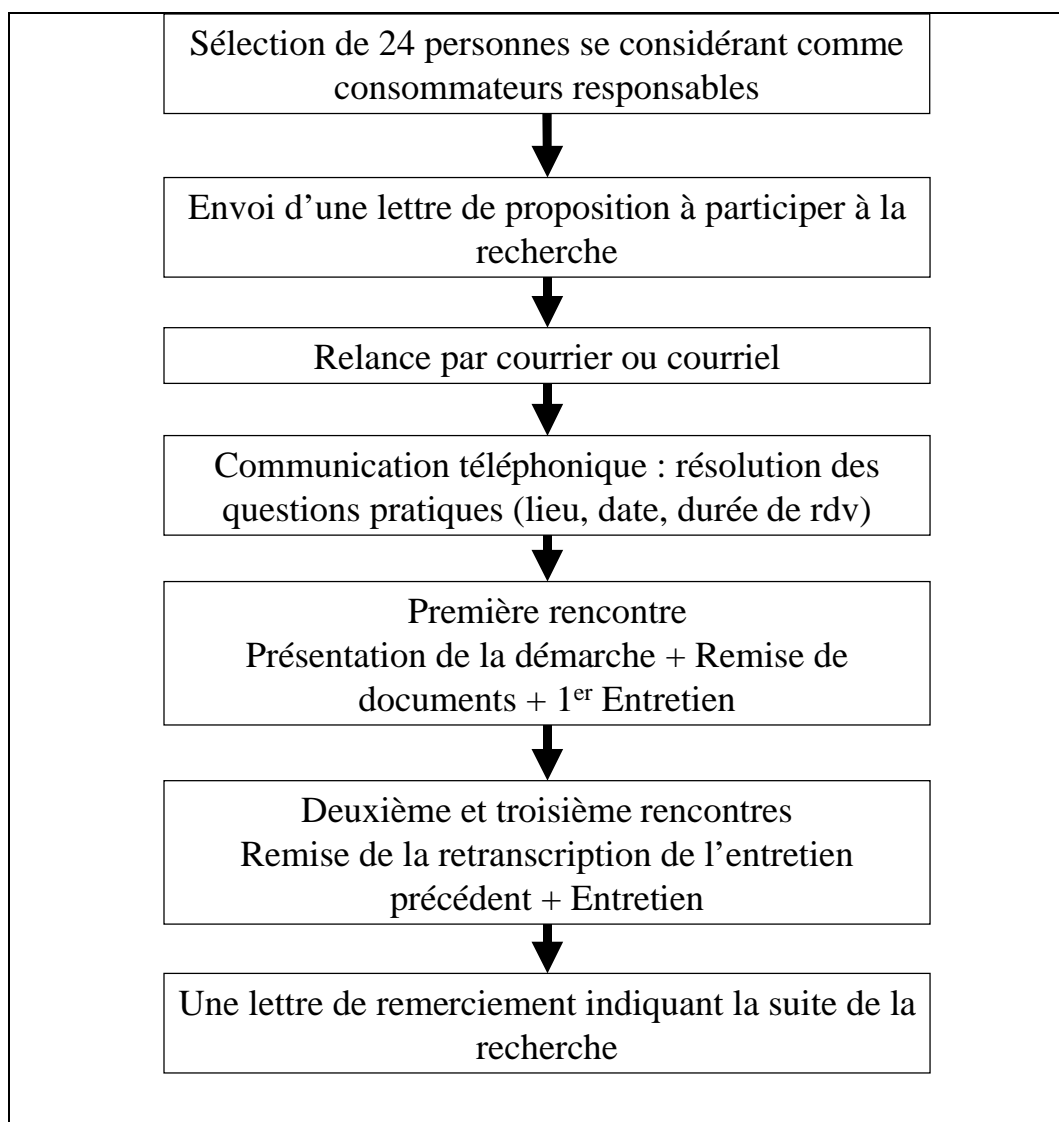 Sélection de 24 personnes se considérant comme
consommateurs responsables
Envoi d’une lettre de proposition à participer à la
recherche
Relance par courrier ou courriel
Communication téléphonique : résolution des
questions pratiques (lieu, date, durée de rdv)
Première rencontre
Présentation de la démarche + Remise de
documents + 1er Entretien
Deuxième et troisième rencontres
Remise de la retranscription de l’entretien
précédent + Entretien
Une lettre de remerciement indiquant la suite de la
recherche